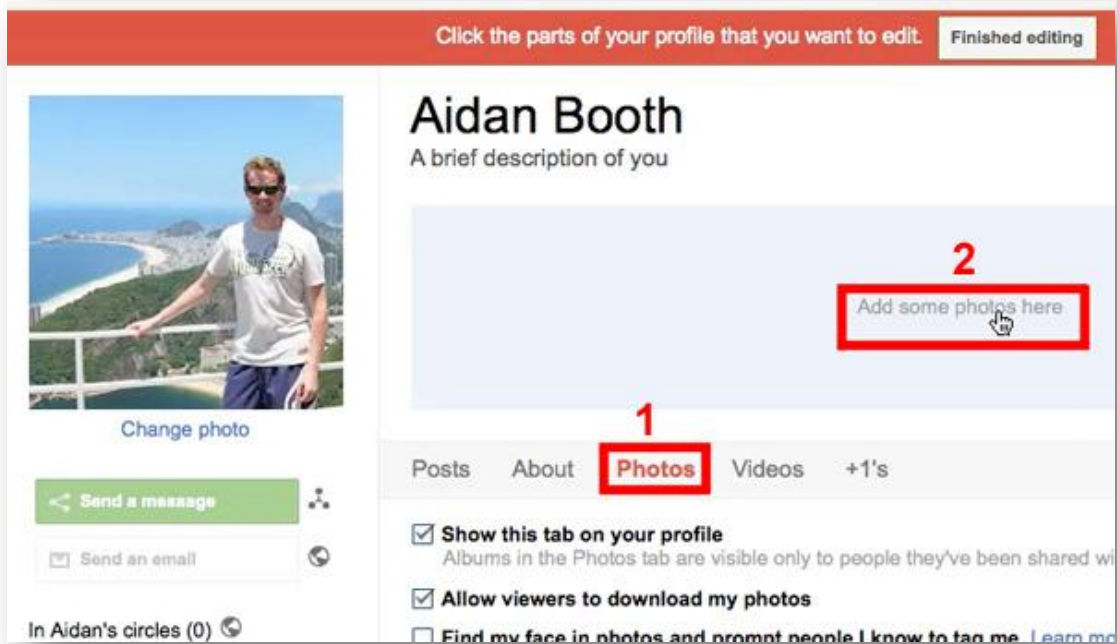 Click the parts of your profile that you want to edit. Finished editing
Aidan Booth
A brief description of you
2
Add some photos here
Change photo
1
Posts About Photos Videos +1's
Send a message
Send an email
In Aidan's circles (0)
Show this tab on your profile
Albums in the Photos tab are visible only to people they've been shared wi
Allow viewers to download my photos
Find my face in photos and prompt people I know to tag me. Learn mo